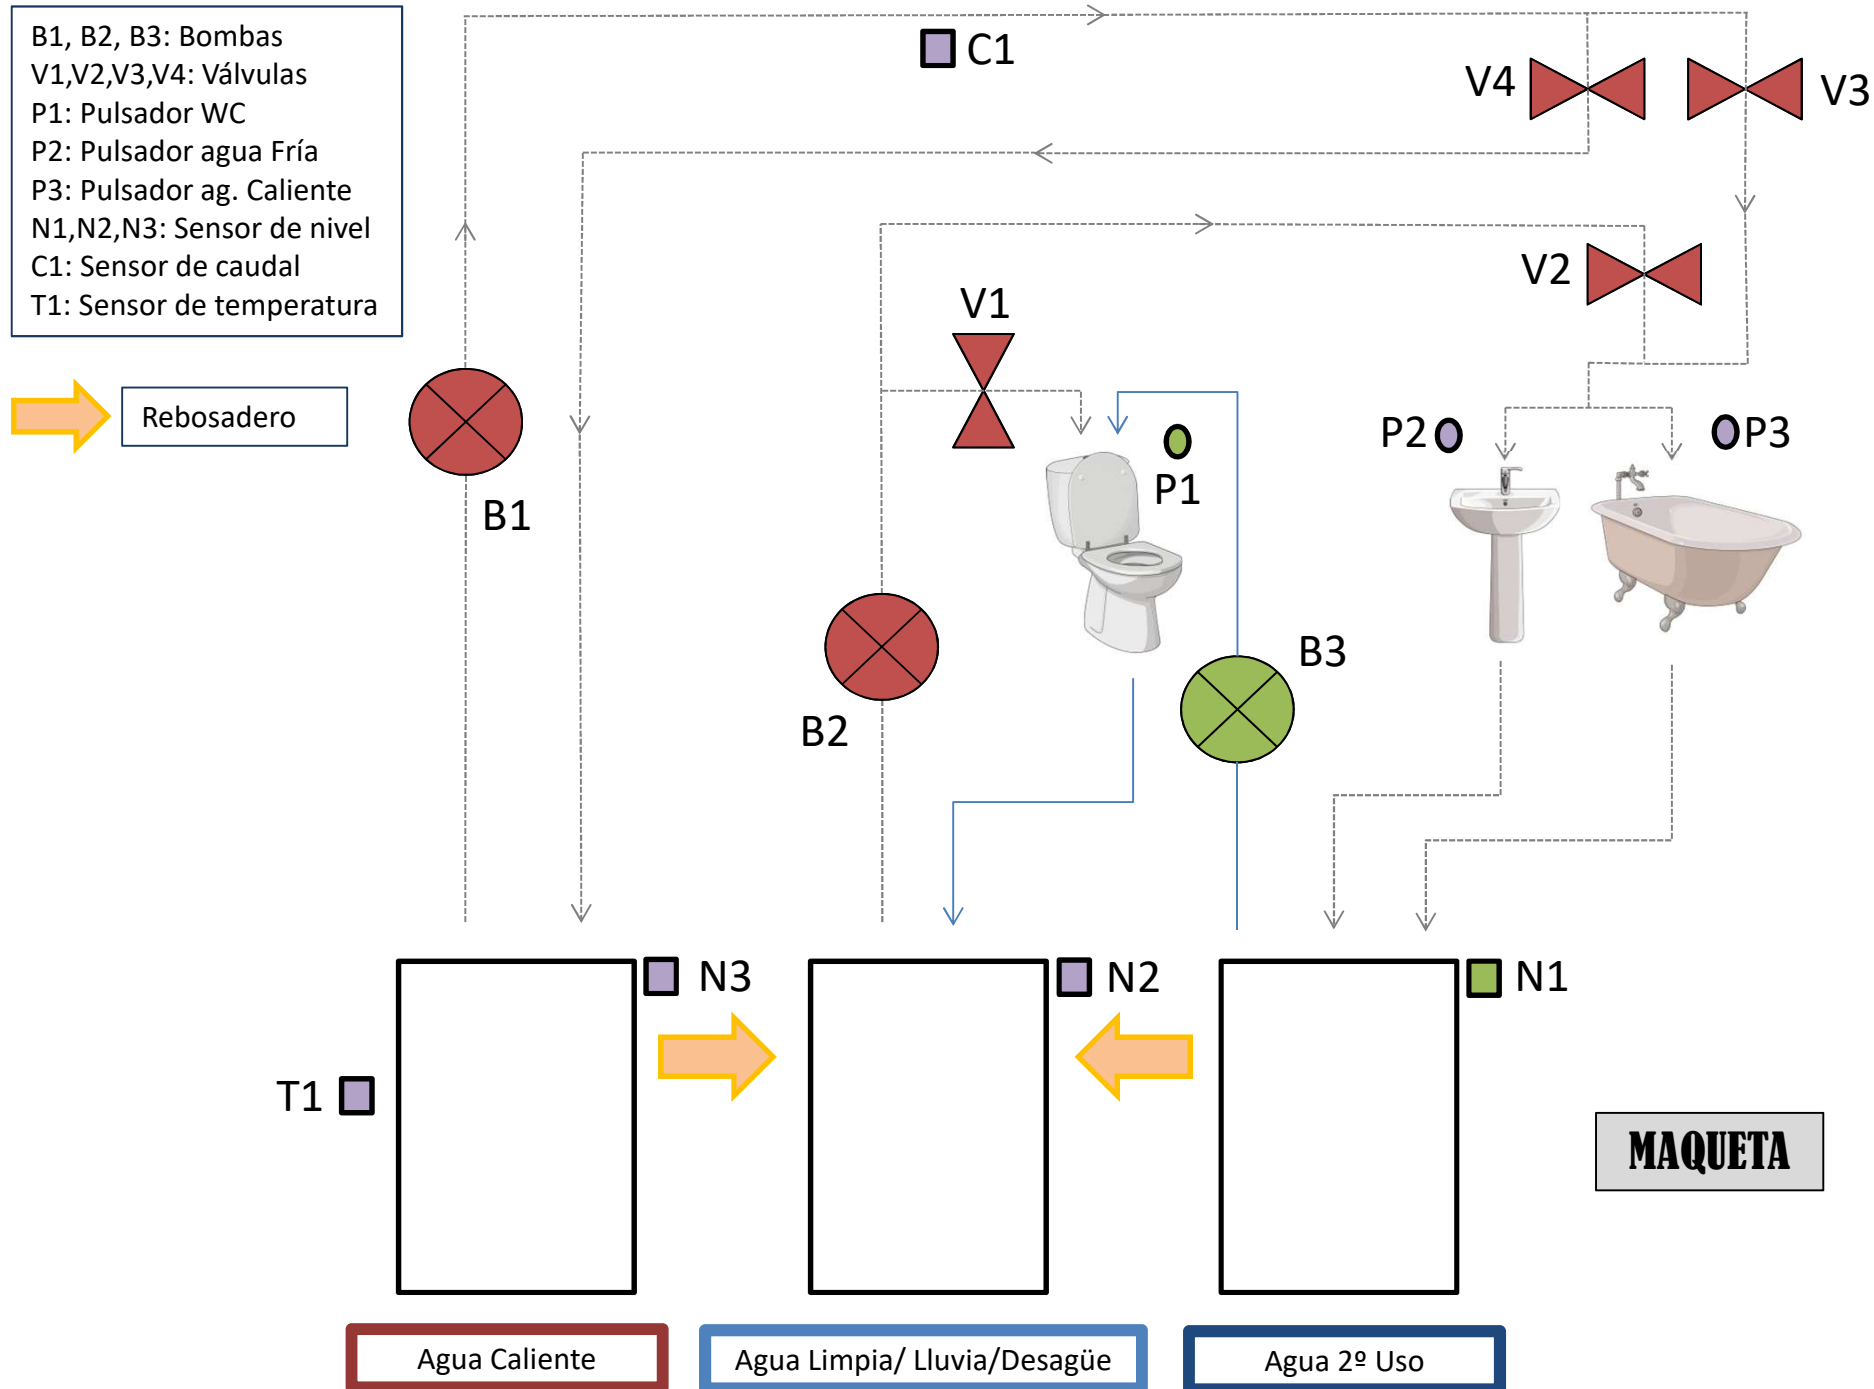 B1, B2, B3: Bombas
V1,V2,V3,V4: Válvulas
P1: Pulsador WC
P2: Pulsador agua Fría
P3: Pulsador ag. Caliente
N1,N2,N3: Sensor de nivel
C1: Sensor de caudal
T1: Sensor de temperatura
Rebosadero
C1
V4
V3
V2
V1
P2
P3
P1
B1
B3
B2
N3
N2
N1
T1
MAQUETA
Agua Caliente
Agua Limpia/ Lluvia/Desagüe
Agua 2º Uso